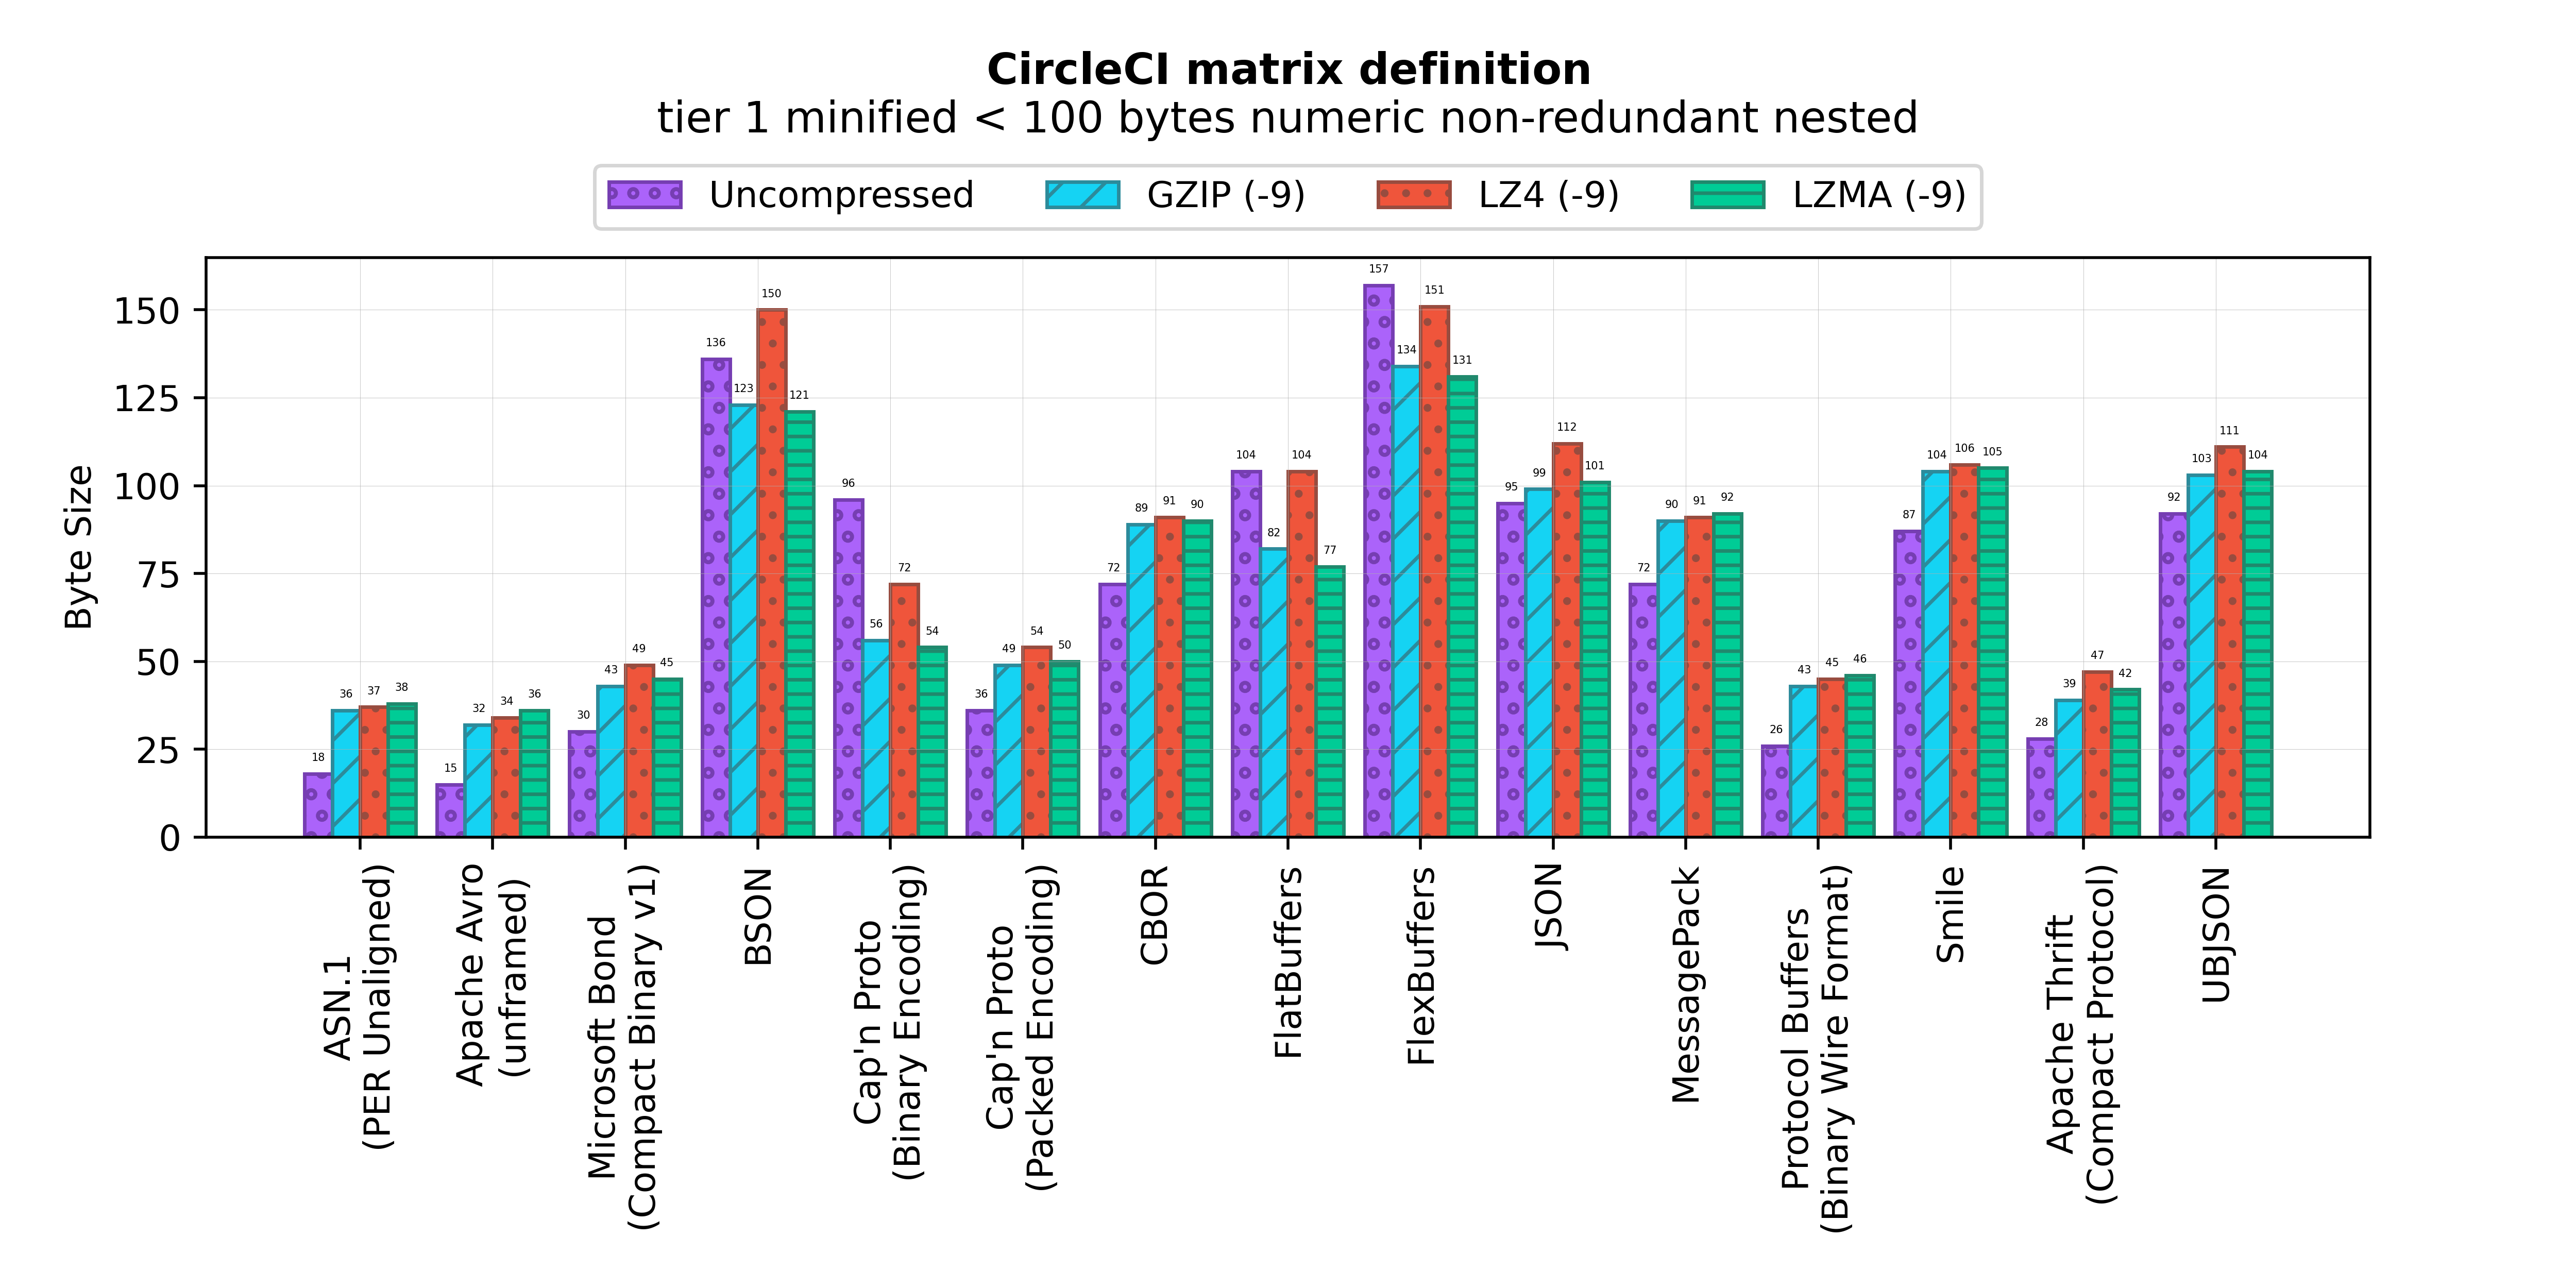 CircleCI matrix definition
tier 1 minified < 100 bytes numeric non-redundant nested
Uncompressed GZIP (-9) LZ4 (-9) LZMA (-9)
Byte Size
150
125
100
75
50
25
0
18 36 37 38
15 32 34 36
30 43 49 45
136 123 150 121
96 56 72 54
36 49 54 50
72 89 91 90
104 82 104 77
157 134 151 131
95 99 112 101
72 90 91 92
26 43 45 46
87 104 106 105
28 39 47 42
92 103 111 104
ASN.1
(PER Unaligned)
Apache Avro
(unframed)
Microsoft Bond
(Compact Binary v1)
BSON
Cap'n Proto
(Binary Encoding)
Cap'n Proto
(Packed Encoding)
CBOR
FlatBuffers
FlexBuffers
JSON
MessagePack
Protocol Buffers
(Binary Wire Format)
Smile
Apache Thrift
(Compact Protocol)
UBJSON